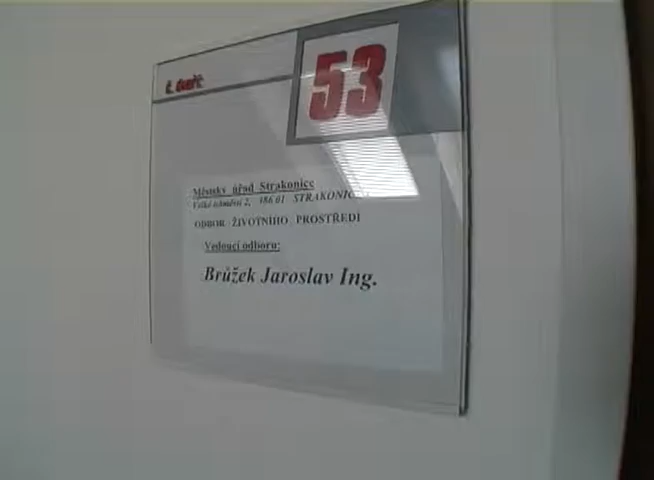 č. dveří:
53
Městský úřad Strakonice
Velké náměstí 2, 386 01 STRAKONICE
ODBOR ŽIVOTNÍHO PROSTŘEDÍ
Vedoucí odboru:
Brůžek Jaroslav Ing.